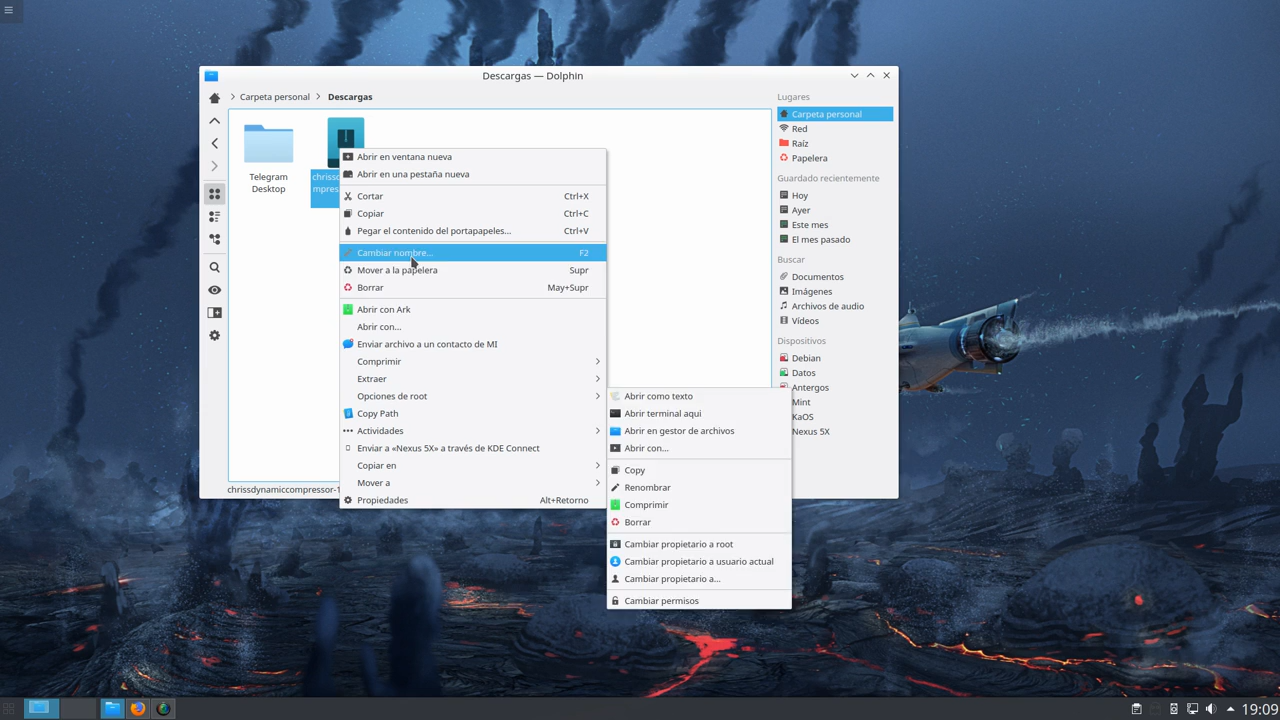 Descargas — Dolphin
Carpeta personal
Descargas
Telegram
Desktop
chrissd
mpres
Abrir en ventana nueva
Abrir en una pestaña nueva
Cortar Ctrl+X
Copiar Ctrl+C
Pegar el contenido del portapapeles... Ctrl+V
Cambiar nombre... F2
Mover a la papelera Supr
Borrar May+Supr
Abrir con Ark
Abrir con...
Enviar archivo a un contacto de MI
Comprimir
Extraer
Opciones de root
Copy Path
Actividades
Enviar a «Nexus 5X» a través de KDE Connect
Copiar en
Mover a
Propiedades Alt+Retorno
Abrir como texto
Abrir terminal aqui
Abrir en gestor de archivos
Abrir con...
Copy
Renombrar
Comprimir
Borrar
Cambiar propietario a root
Cambiar propietario a usuario actual
Cambiar propietario a...
Cambiar permisos
Lugares
Carpeta personal
Red
Raíz
Papelera
Guardado recientemente
Hoy
Ayer
Este mes
El mes pasado
Buscar
Documentos
Imágenes
Archivos de audio
Vídeos
Dispositivos
Debian
Datos
Antergos
Mint
KaOS
Nexus 5X
chrissdynamiccompressor-1
19:09